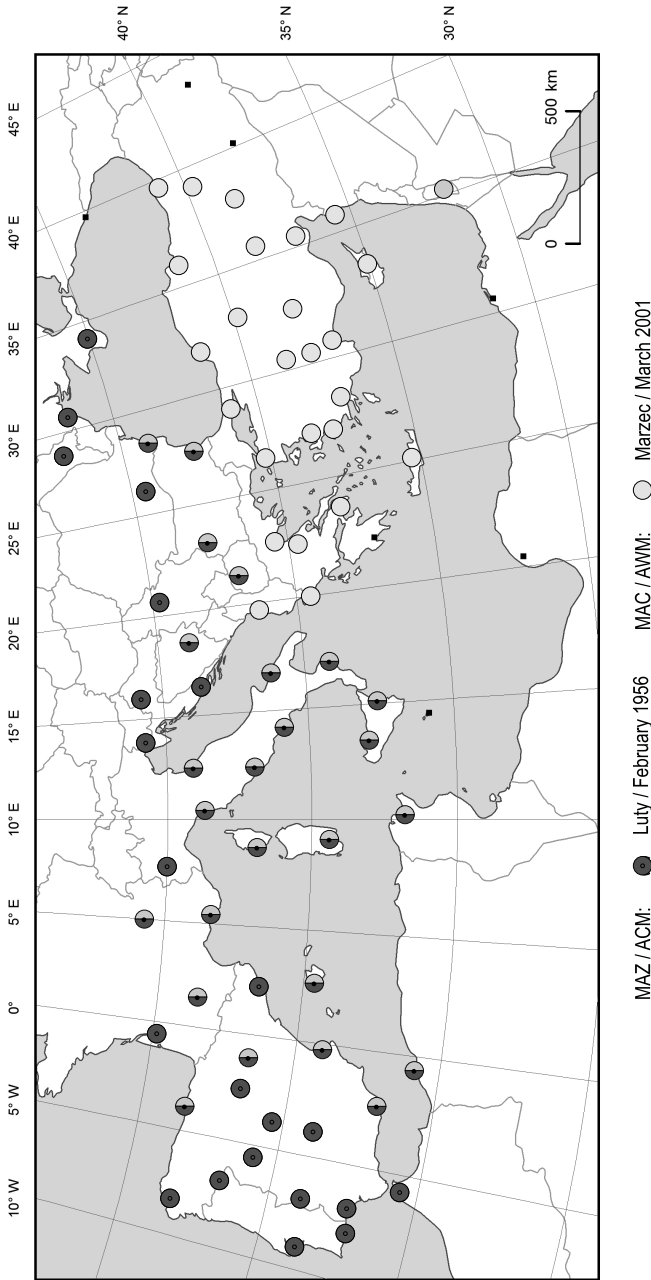 10° W
5° W
0°
5° E
10° E
15° E
20° E
25° E
30° E
35° E
40° E
45° E
40° N
35° N
30° N
0 500 km
MAZ / ACM: Luty / February 1956 MAC / AWM: Marzec / March 2001